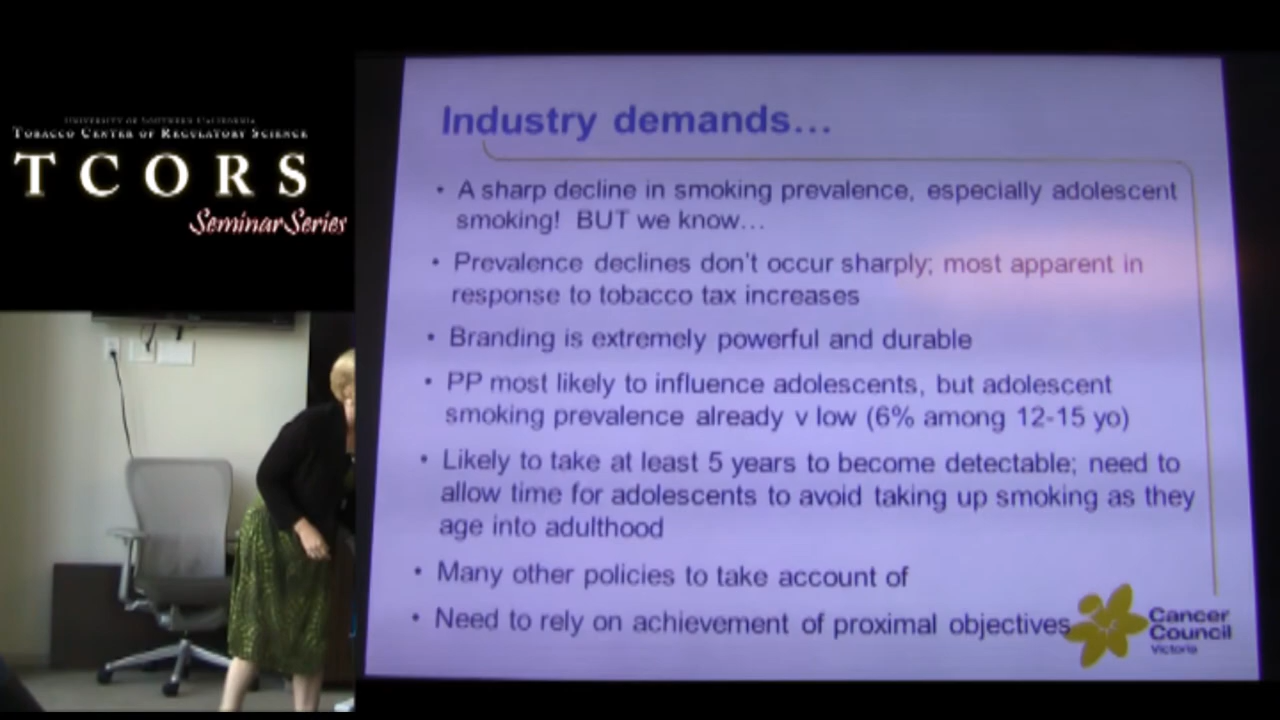 UNIVERSITY OF SOUTHERN CALIFORNIA
TOBACCO CENTER OF REGULATORY SCIENCE
TCORS
Seminar Series
Industry demands…
• A sharp decline in smoking prevalence, especially adolescent
smoking! BUT we know…
• Prevalence declines don't occur sharply; most apparent in
response to tobacco tax increases
• Branding is extremely powerful and durable
• PP most likely to influence adolescents, but adolescent
smoking prevalence already v low (6% among 12-15 yo)
• Likely to take at least 5 years to become detectable; need to
allow time for adolescents to avoid taking up smoking as they
age into adulthood
• Many other policies to take account of
• Need to rely on achievement of proximal objectives
Cancer
Council
Victoria